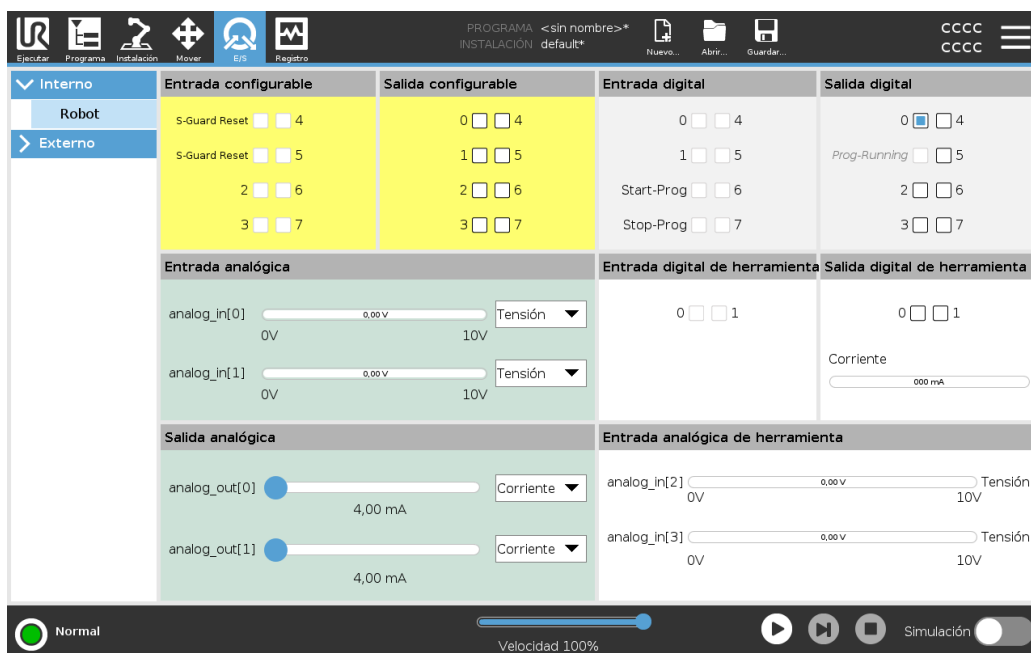 UR
PROGRAMA <sin nombre>*
INSTALACIÓN default*
CCCC
CCCC
Ejecutar Programa Instalación Mover E/S Registro Nuevo... Abrir... Guardar...
Interno
Robot
Externo
Entrada configurable
S-Guard Reset 4
S-Guard Reset 5
2 6
3 7
Salida configurable
0 4
1 5
2 6
3 7
Entrada digital
0 4
1 5
Start-Prog 6
Stop-Prog 7
Salida digital
0 4
Prog-Running 5
2 6
3 7
Entrada analógica
analog_in[0] 0,00 V Tensión
0V 10V
analog_in[1] 0,00 V Tensión
0V 10V
Entrada digital de herramienta
0 1
Salida digital de herramienta
0 1
Corriente
000 mA
Salida analógica
analog_out[0] Corriente
4,00 mA
analog_out[1] Corriente
4,00 mA
Entrada analógica de herramienta
analog_in[2] 0,00 V Tensión
0V 10V
analog_in[3] 0,00 V Tensión
0V 10V
Normal
Velocidad 100%
Simulación